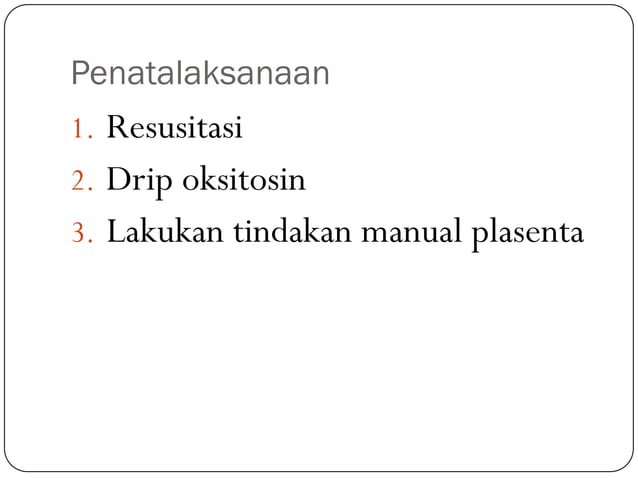 Penatalaksanaan
1. Resusitasi
2. Drip oksitosin
3. Lakukan tindakan manual plasenta